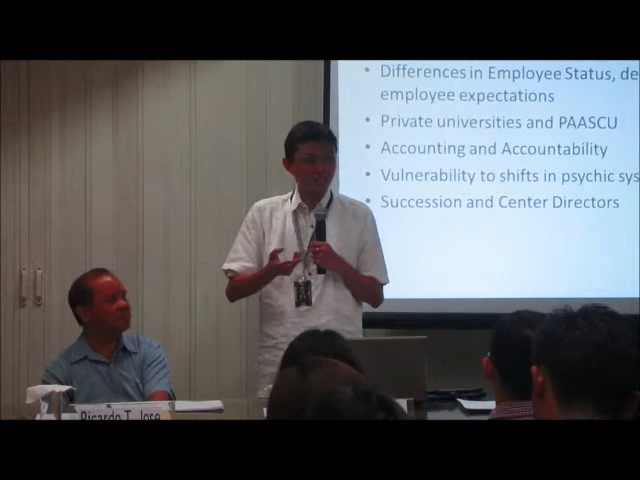 • Differences in Employee Status, de
employee expectations
• Private universities and PAASCU
• Accounting and Accountability
• Vulnerability to shifts in psychic sys
• Succession and Center Directors
Ricardo T. Jose